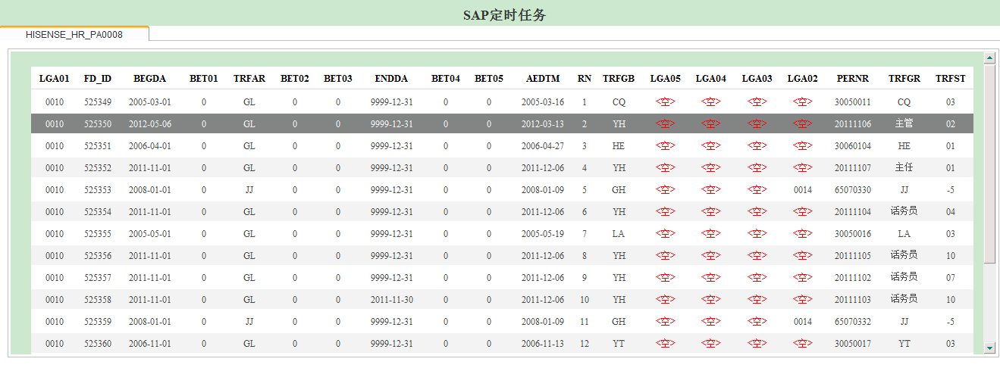 SAP定时任务
HISENSE_HR_PA0008
LGA01 FD_ID BEGDA BET01 TRFAR BET02 BET03 ENDDA BET04 BET05 AEDTM RN TRFGB LGA05 LGA04 LGA03 LGA02 PERNR TRFGR TRFST
0010 525349 2005-03-01 0 GL 0 0 9999-12-31 0 0 2005-03-16 1 CQ <空> <空> <空> <空> 30050011 CQ 03
0010 525350 2012-05-06 0 GL 0 0 9999-12-31 0 0 2012-03-13 2 YH <空> <空> <空> <空> 20111106 主管 02
0010 525351 2006-04-01 0 GL 0 0 9999-12-31 0 0 2006-04-27 3 HE <空> <空> <空> <空> 30060104 HE 01
0010 525352 2011-11-01 0 GL 0 0 9999-12-31 0 0 2011-12-06 4 YH <空> <空> <空> <空> 20111107 主任 01
0010 525353 2008-01-01 0 JJ 0 0 9999-12-31 0 0 2008-01-09 5 GH <空> <空> <空> 0014 65070330 JJ -5
0010 525354 2011-11-01 0 GL 0 0 9999-12-31 0 0 2011-12-06 6 YH <空> <空> <空> <空> 20111104 话务员 04
0010 525355 2005-05-01 0 GL 0 0 9999-12-31 0 0 2005-05-19 7 LA <空> <空> <空> <空> 30050016 LA 03
0010 525356 2011-11-01 0 GL 0 0 9999-12-31 0 0 2011-12-06 8 YH <空> <空> <空> <空> 20111105 话务员 10
0010 525357 2011-11-01 0 GL 0 0 9999-12-31 0 0 2011-12-06 9 YH <空> <空> <空> <空> 20111102 话务员 07
0010 525358 2011-11-01 0 GL 0 0 2011-11-30 0 0 2011-12-06 10 YH <空> <空> <空> <空> 20111103 话务员 10
0010 525359 2008-01-01 0 JJ 0 0 9999-12-31 0 0 2008-01-09 11 GH <空> <空> <空> 0014 65070332 JJ -5
0010 525360 2006-11-01 0 GL 0 0 9999-12-31 0 0 2006-11-13 12 YT <空> <空> <空> <空> 30050017 YT 03